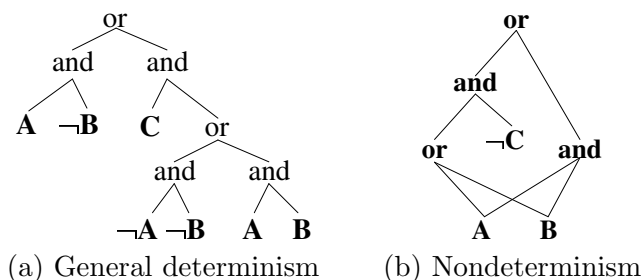 or
and and
A ¬B C or
and and
¬A ¬B A B
(a) General determinism
or
and
or ¬C and
A B
(b) Nondeterminism